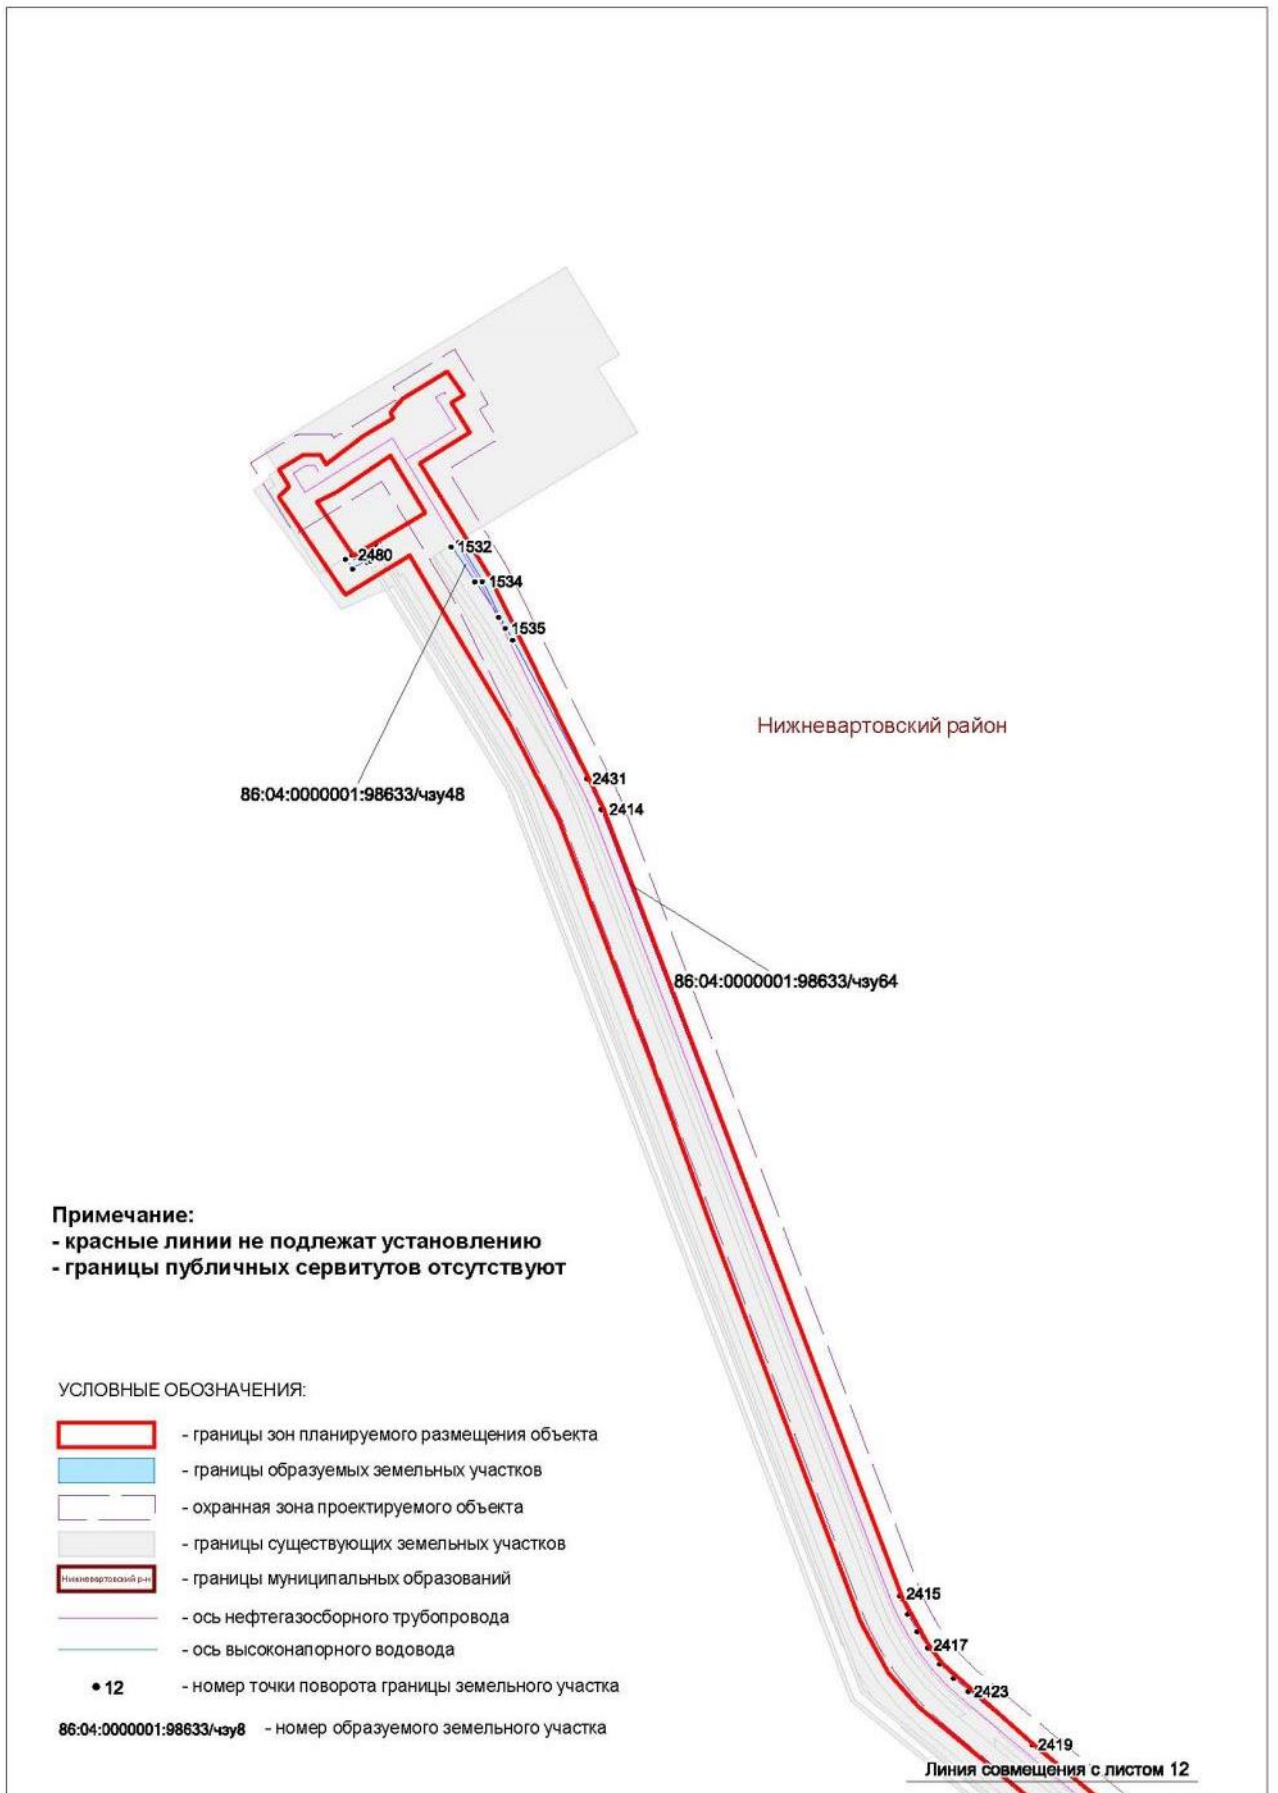 2480
1532
1534
1535
Нижневартовский район
2431
86:04:0000001:98633/чзу48
2414
86:04:0000001:98633/чзу64
Примечание:
- красные линии не подлежат установлению
- границы публичных сервитутов отсутствуют
УСЛОВНЫЕ ОБОЗНАЧЕНИЯ:
- границы зон планируемого размещения объекта
- границы образуемых земельных участков
- охранная зона проектируемого объекта
- границы существующих земельных участков
Нижневартовский р-н - границы муниципальных образований
- ось нефтегазосборного трубопровода
- ось высоконапорного водовода
12 - номер точки поворота границы земельного участка
86:04:0000001:98633/чзу8 - номер образуемого земельного участка
2415
2417
2423
2419
Линия совмещения с листом 12